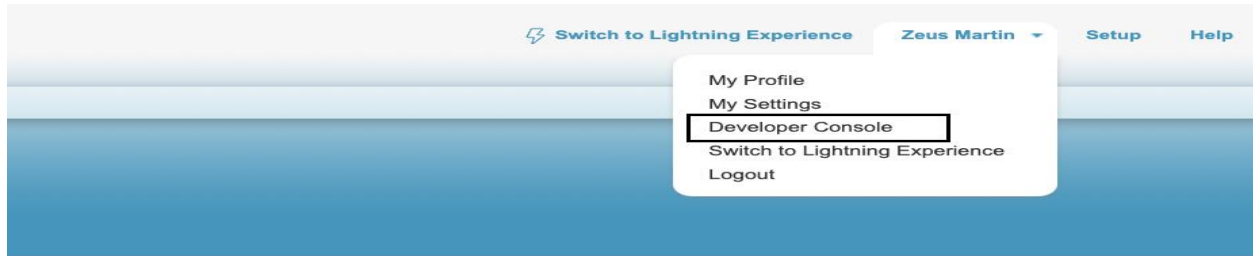 Switch to Lightning Experience Zeus Martin Setup Help
My Profile
My Settings
Developer Console
Switch to Lightning Experience
Logout